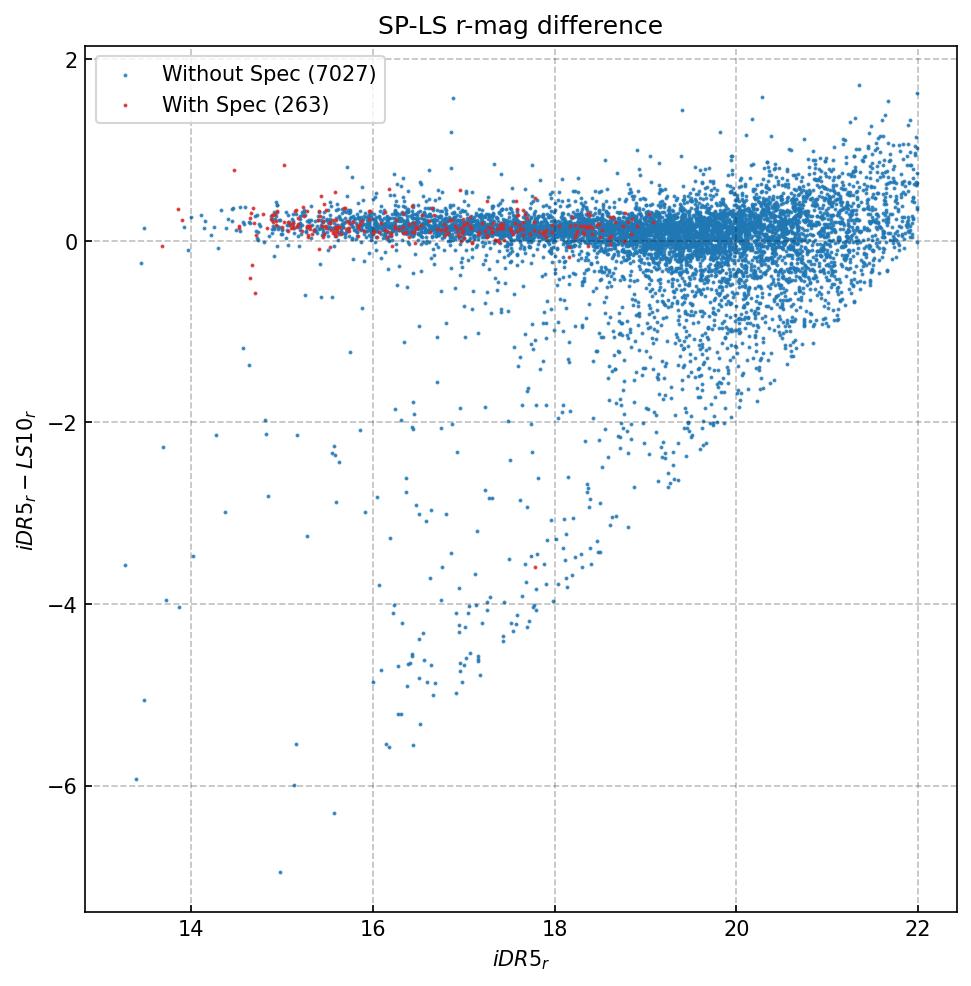 SP-LS r-mag difference
Without Spec (7027)
With Spec (263)
2
0
−2
−4
−6
iDR5r − LS10r
14
16
18
20
22
iDR5r